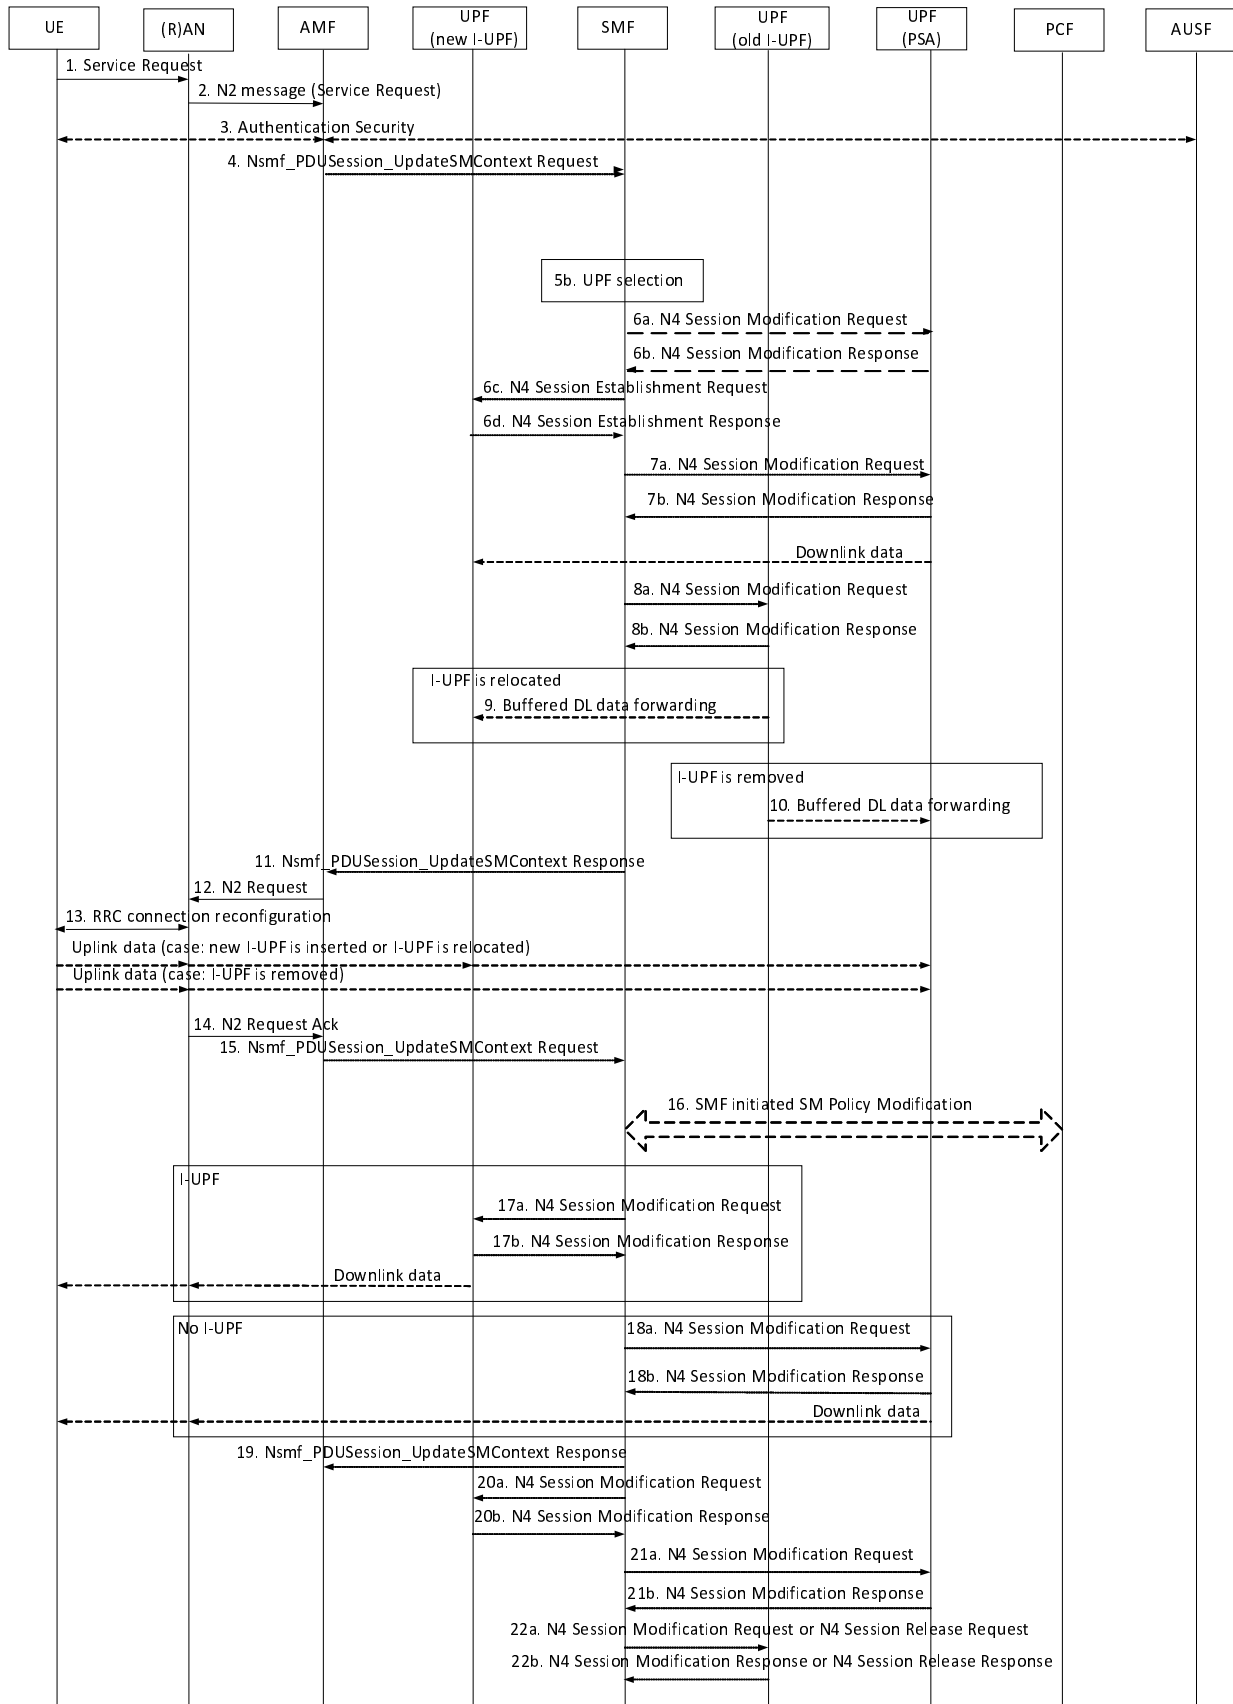 UE
(R)AN
AMF
UPF
(new I-UPF)
SMF
UPF
(old I-UPF)
UPF
(PSA)
PCF
AUSF
1. Service Request
2. N2 message (Service Request)
3. Authentication Security
4. Nsmf_PDUSession_UpdateSMContext Request
5b. UPF selection
6a. N4 Session Modification Request
6b. N4 Session Modification Response
6c. N4 Session Establishment Request
6d. N4 Session Establishment Response
7a. N4 Session Modification Request
7b. N4 Session Modification Response
Downlink data
8a. N4 Session Modification Request
8b. N4 Session Modification Response
I-UPF is relocated
9. Buffered DL data forwarding
I-UPF is removed
10. Buffered DL data forwarding
11. Nsmf_PDUSession_UpdateSMContext Response
12. N2 Request
13. RRC connection reconfiguration
Uplink data (case: new I-UPF is inserted or I-UPF is relocated)
Uplink data (case: I-UPF is removed)
14. N2 Request Ack
15. Nsmf_PDUSession_UpdateSMContext Request
16. SMF initiated SM Policy Modification
I-UPF
17a. N4 Session Modification Request
17b. N4 Session Modification Response
Downlink data
No I-UPF
18a. N4 Session Modification Request
18b. N4 Session Modification Response
Downlink data
19. Nsmf_PDUSession_UpdateSMContext Response
20a. N4 Session Modification Request
20b. N4 Session Modification Response
21a. N4 Session Modification Request
21b. N4 Session Modification Response
22a. N4 Session Modification Request or N4 Session Release Request
22b. N4 Session Modification Response or N4 Session Release Response